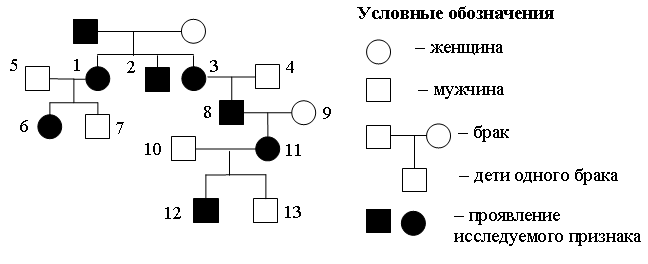 Условные обозначения
– женщина
– мужчина
– брак
– дети одного брака
– проявление
исследуемого признака
5 1 2 3 4
6 7 8 9
10 11
12 13